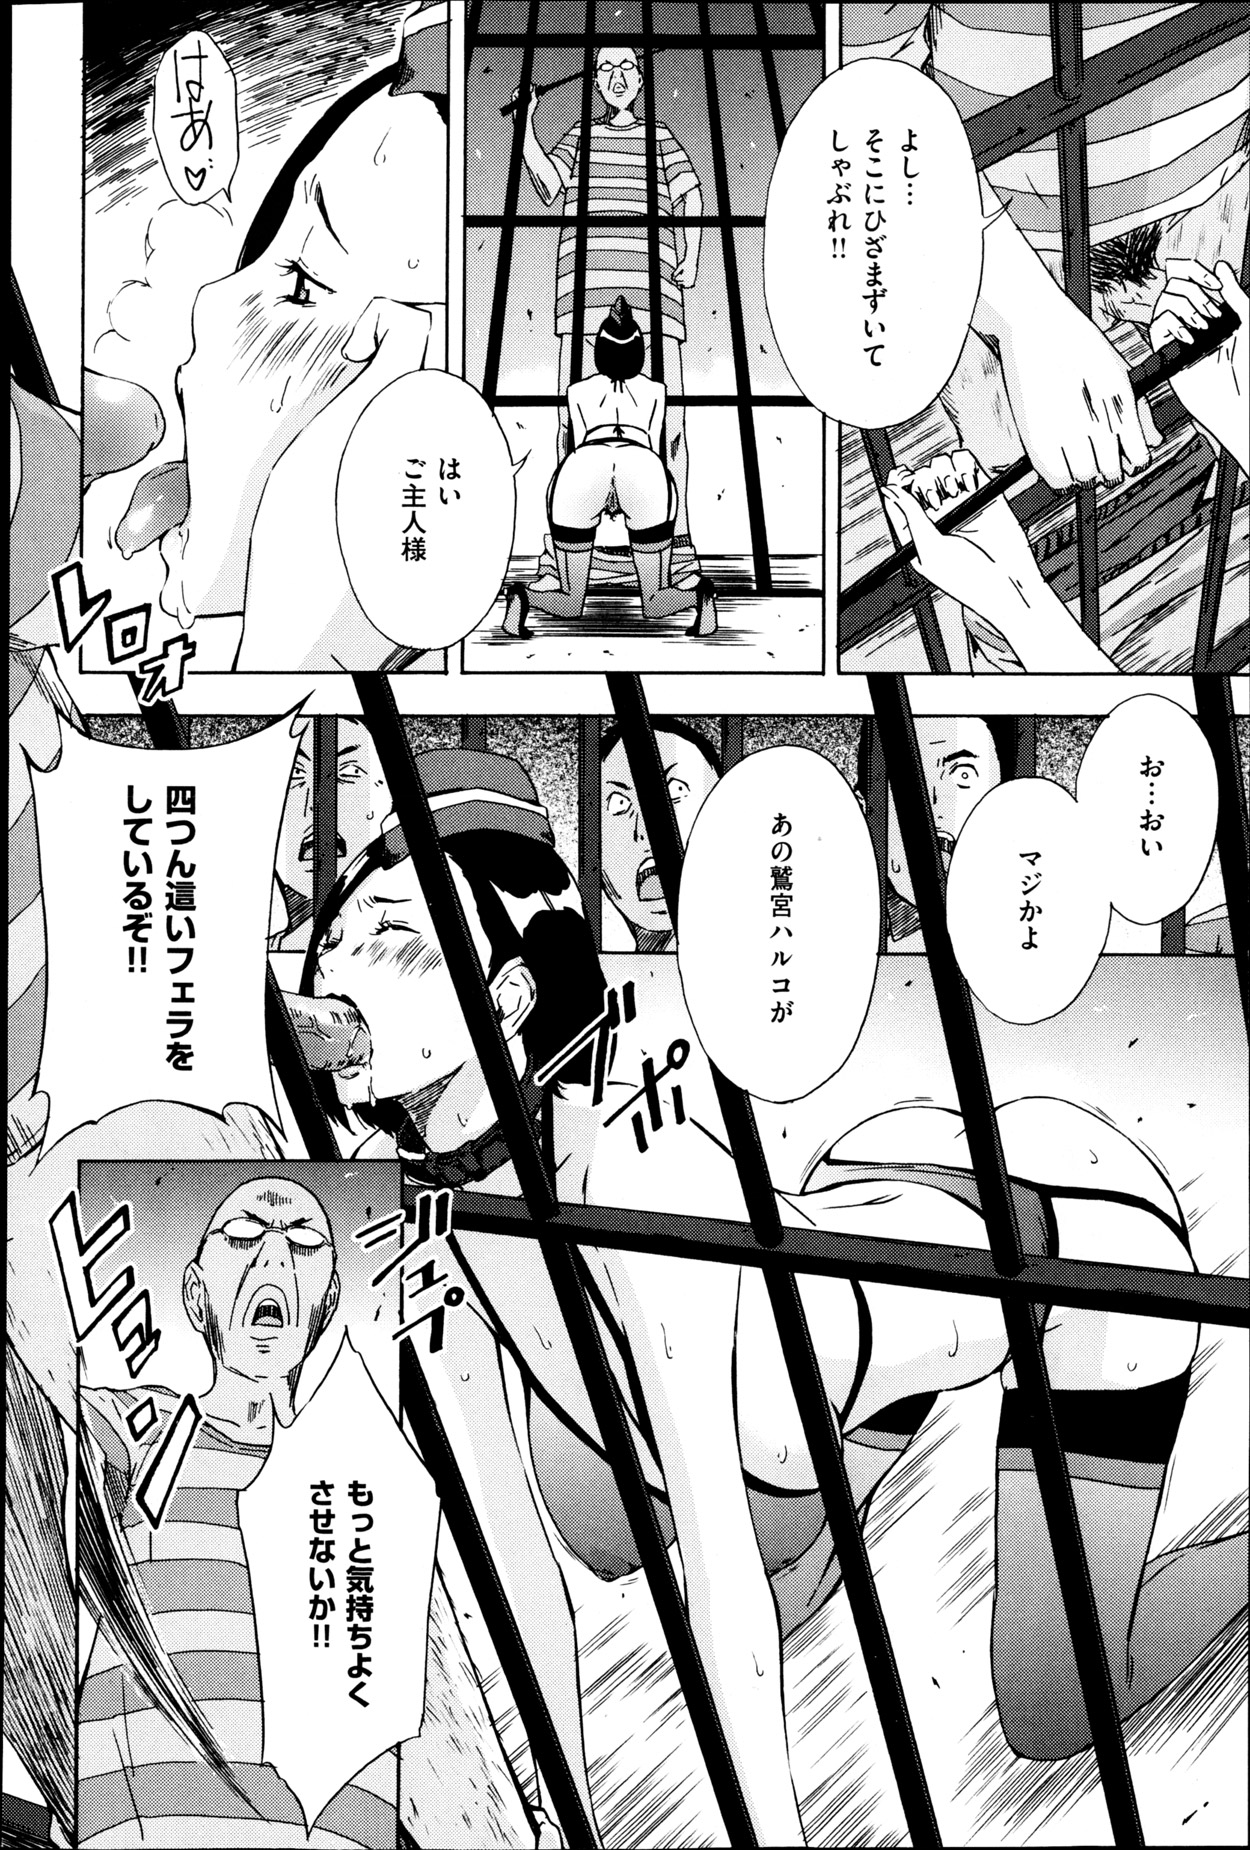 よし…
そこにひざまずいて
しゃぶれ!!
はい
ご主人様
はあ♡
レロォ
お…おい
マジかよ
あの鷲宮ハルコが
四つん這いフェラを
しているぞ!!
ズポ
ジュプ
ヒュンッ
もっと気持ちよく
させないか!!